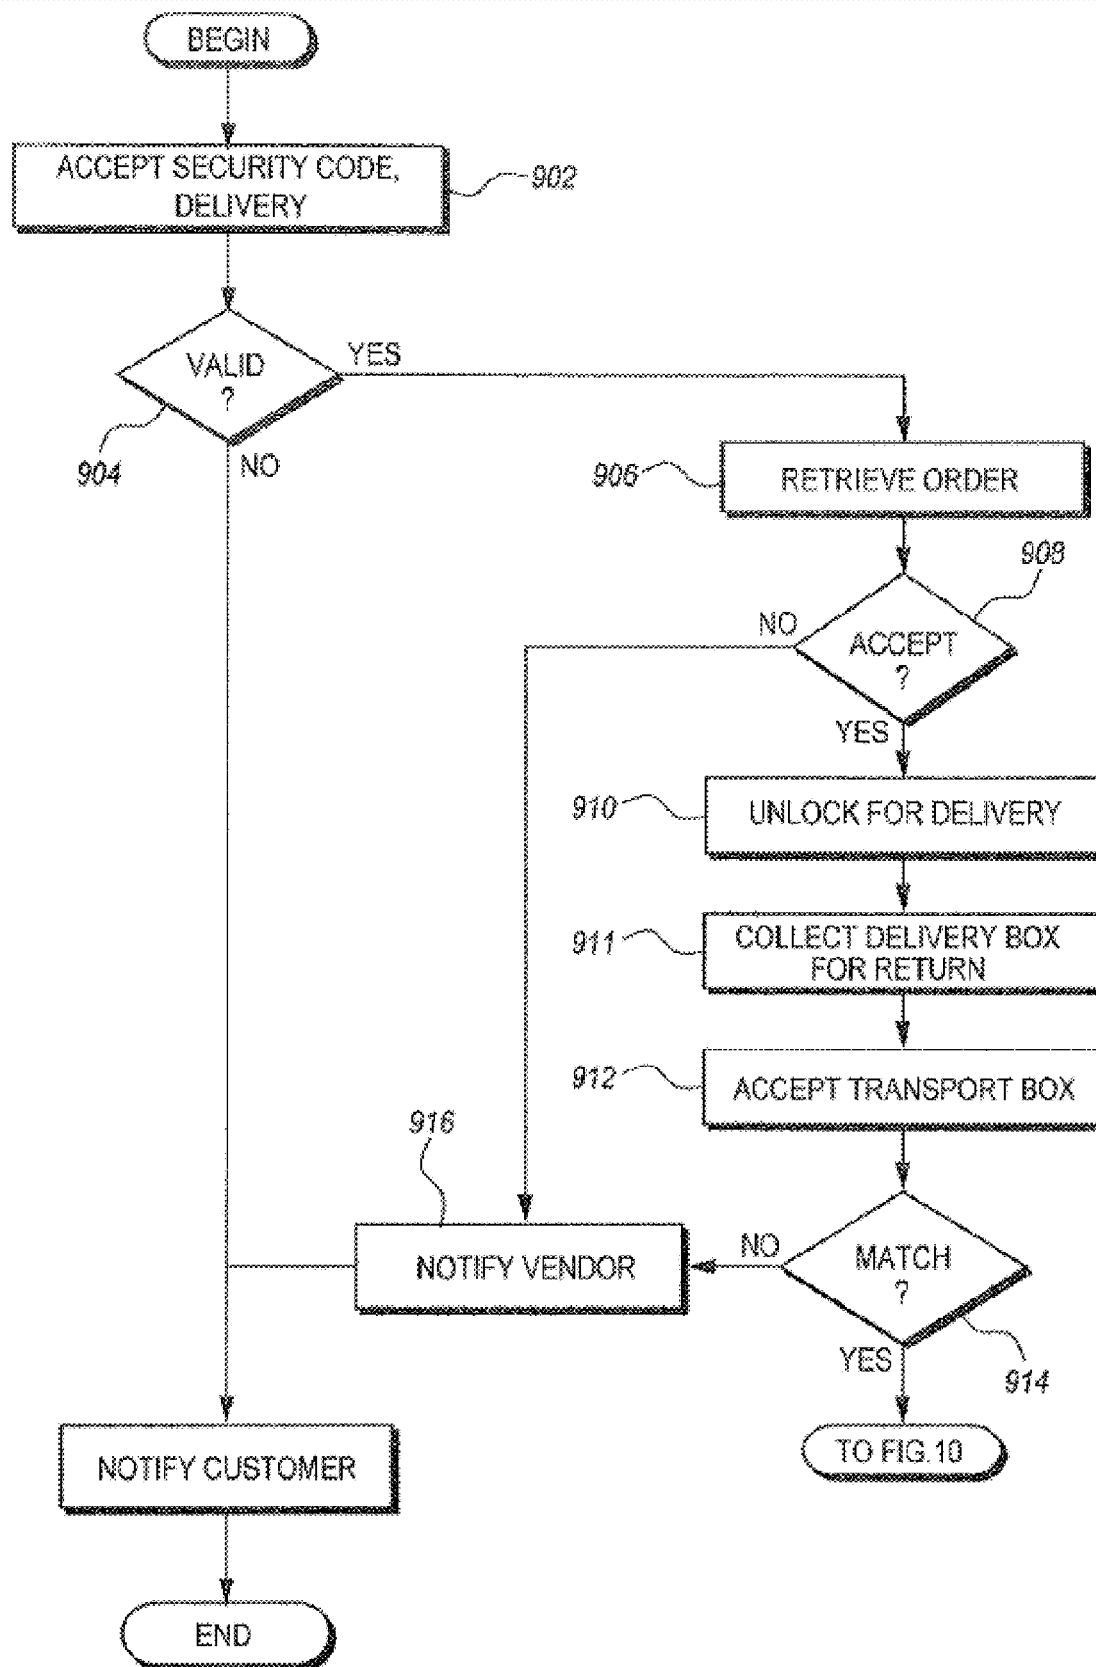 BEGIN
ACCEPT SECURITY CODE,
DELIVERY
902
VALID
?
YES
904
NO
906
RETRIEVE ORDER
908
NO
ACCEPT
?
YES
910
UNLOCK FOR DELIVERY
911
COLLECT DELIVERY BOX
FOR RETURN
912
ACCEPT TRANSPORT BOX
916
NOTIFY VENDOR
NO
MATCH
?
YES
914
TO FIG.10
NOTIFY CUSTOMER
END